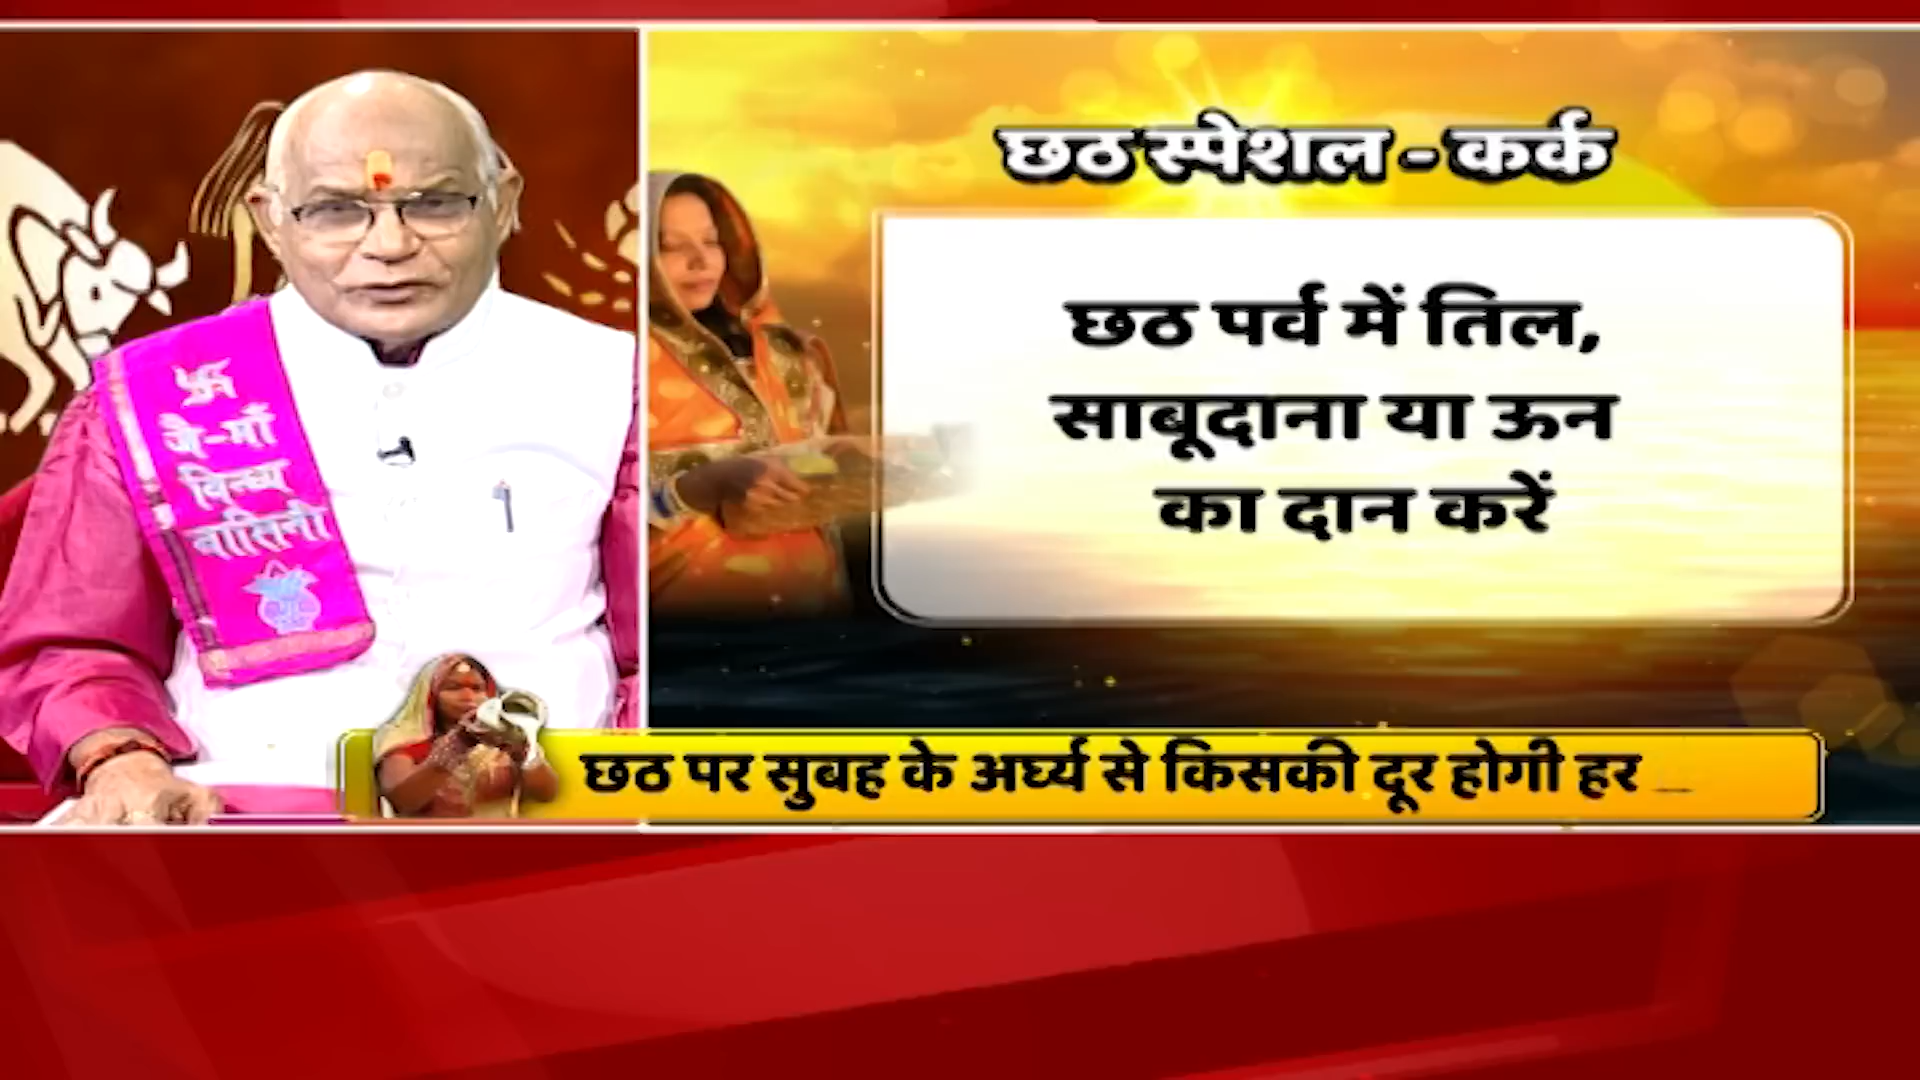 छठ स्पेशल - कर्क
छठ पर्व में तिल,
साबूदाना या ऊन
का दान करें
जै-माँ
विन्ध्य
वासिनी
छठ पर सुबह के अर्घ्य से किसकी दूर होगी हर